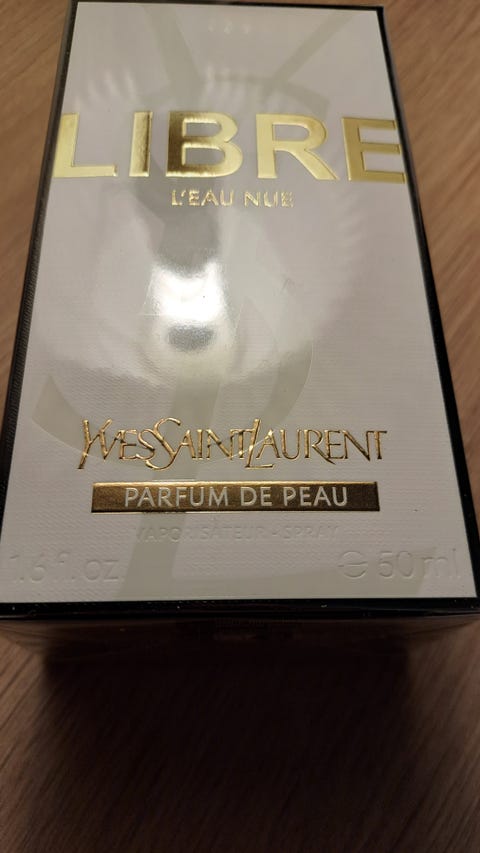 LIBRE
L'EAU NUE
YVESSAINTLAURENT
PARFUM DE PEAU
VAPORISATEUR - SPRAY
1.6 fl. oz. ℮ 50 ml